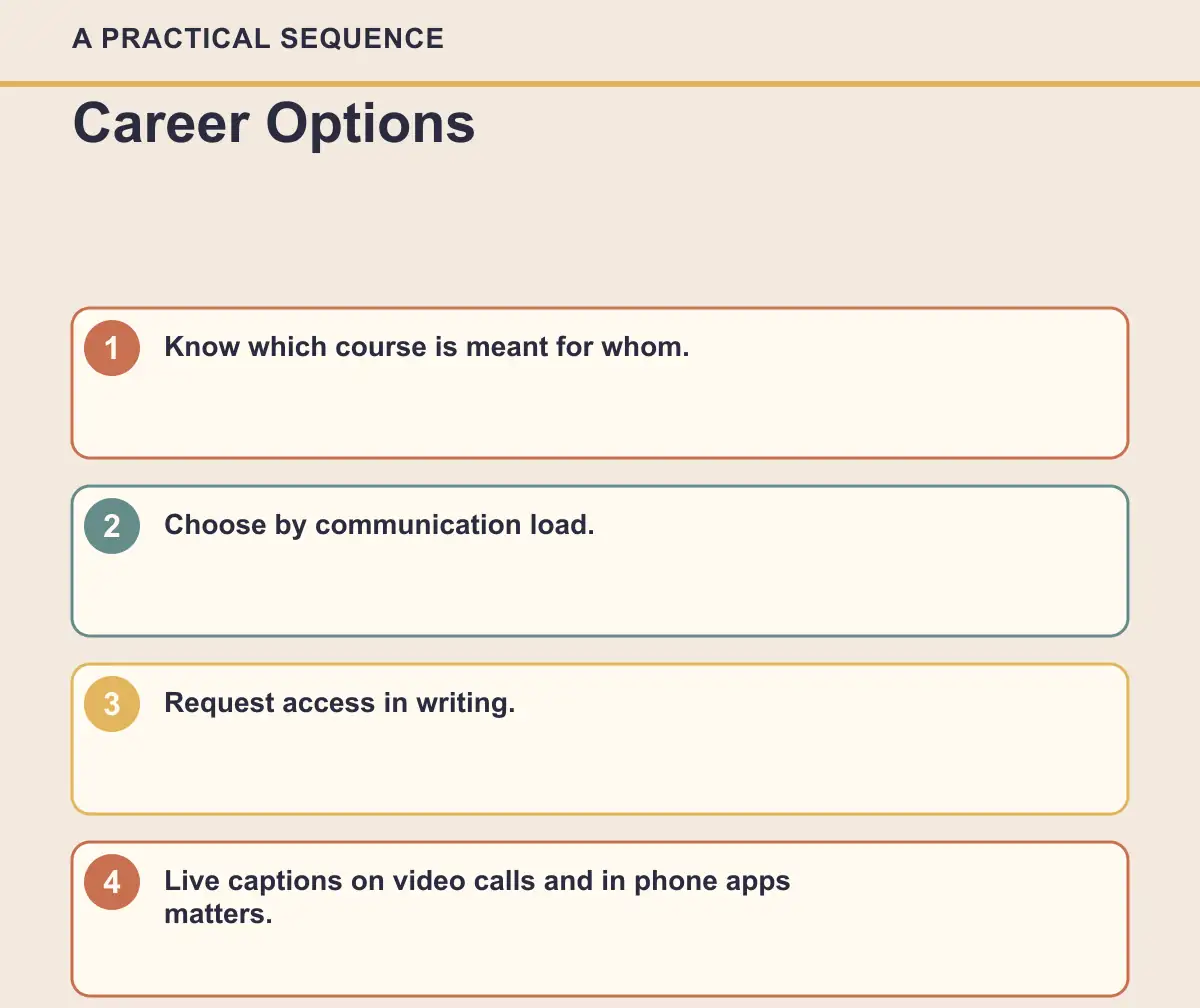 A PRACTICAL SEQUENCE
Career Options
1
Know which course is meant for whom.
2
Choose by communication load.
3
Request access in writing.
4
Live captions on video calls and in phone apps
matters.